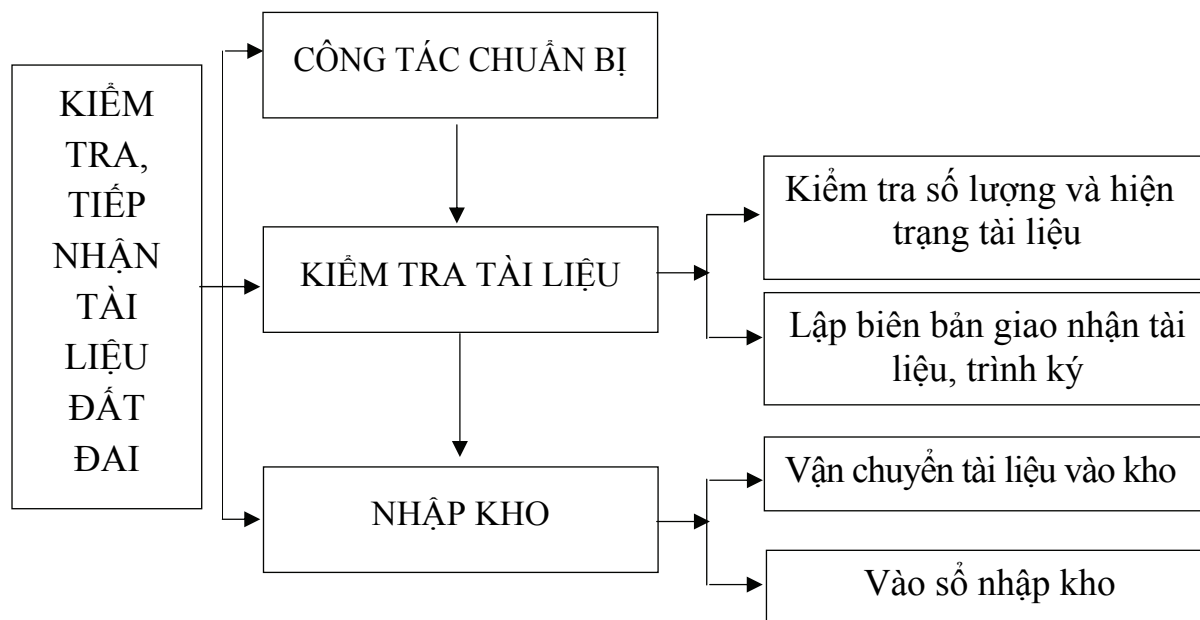 KIỂM
TRA,
TIẾP
NHẬN
TÀI
LIỆU
ĐẤT
ĐAI
CÔNG TÁC CHUẨN BỊ
KIỂM TRA TÀI LIỆU
Kiểm tra số lượng và hiện
trạng tài liệu
Lập biên bản giao nhận tài
liệu, trình ký
NHẬP KHO
Vận chuyển tài liệu vào kho
Vào sổ nhập kho